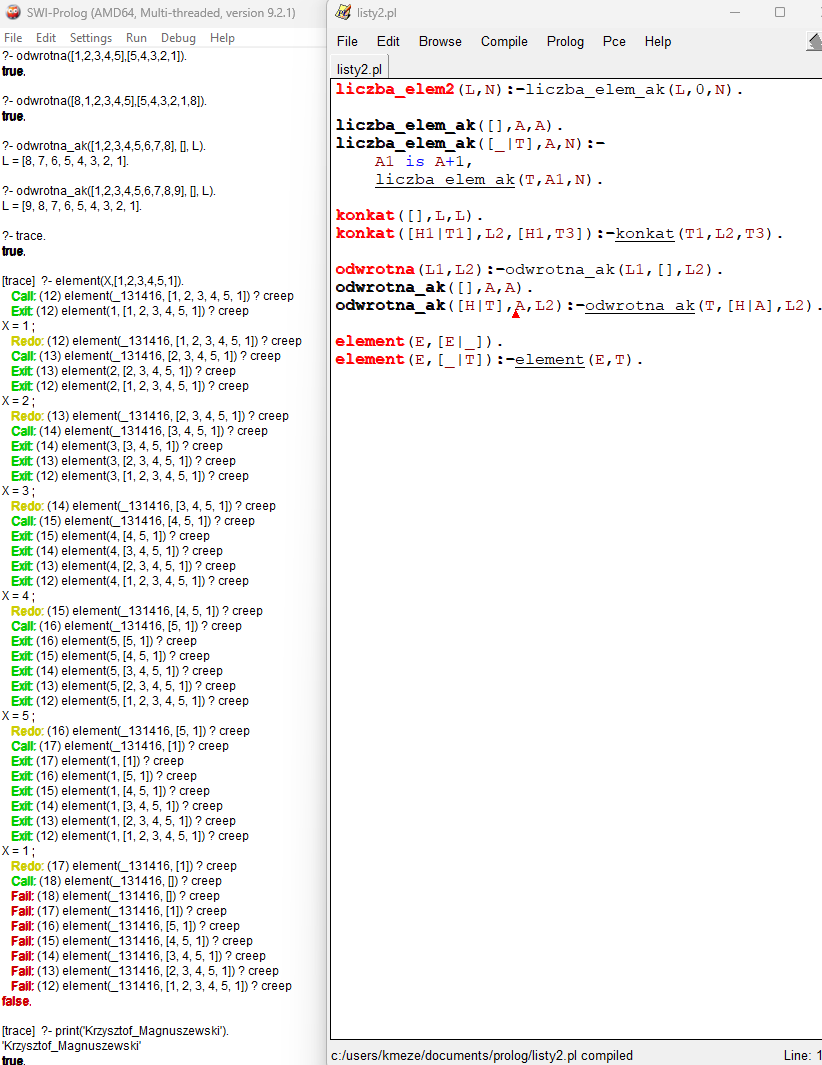 SWI-Prolog (AMD64, Multi-threaded, version 9.2.1)
File Edit Settings Run Debug Help
?- odwrotna([1,2,3,4,5],[5,4,3,2,1]).
true.
?- odwrotna([8,1,2,3,4,5],[5,4,3,2,1,8]).
true.
?- odwrotna_ak([1,2,3,4,5,6,7,8], [], L).
L = [8, 7, 6, 5, 4, 3, 2, 1].
?- odwrotna_ak([1,2,3,4,5,6,7,8,9], [], L).
L = [9, 8, 7, 6, 5, 4, 3, 2, 1].
?- trace.
true.
[trace]  ?- element(X,[1,2,3,4,5,1]).
Call: (12) element(_131416, [1, 2, 3, 4, 5, 1]) ? creep
Exit: (12) element(1, [1, 2, 3, 4, 5, 1]) ? creep
X = 1 ;
Redo: (12) element(_131416, [1, 2, 3, 4, 5, 1]) ? creep
Call: (13) element(_131416, [2, 3, 4, 5, 1]) ? creep
Exit: (13) element(2, [2, 3, 4, 5, 1]) ? creep
Exit: (12) element(2, [1, 2, 3, 4, 5, 1]) ? creep
X = 2 ;
Redo: (13) element(_131416, [2, 3, 4, 5, 1]) ? creep
Call: (14) element(_131416, [3, 4, 5, 1]) ? creep
Exit: (14) element(3, [3, 4, 5, 1]) ? creep
Exit: (13) element(3, [2, 3, 4, 5, 1]) ? creep
Exit: (12) element(3, [1, 2, 3, 4, 5, 1]) ? creep
X = 3 ;
Redo: (14) element(_131416, [3, 4, 5, 1]) ? creep
Call: (15) element(_131416, [4, 5, 1]) ? creep
Exit: (15) element(4, [4, 5, 1]) ? creep
Exit: (14) element(4, [3, 4, 5, 1]) ? creep
Exit: (13) element(4, [2, 3, 4, 5, 1]) ? creep
Exit: (12) element(4, [1, 2, 3, 4, 5, 1]) ? creep
X = 4 ;
Redo: (15) element(_131416, [4, 5, 1]) ? creep
Call: (16) element(_131416, [5, 1]) ? creep
Exit: (16) element(5, [5, 1]) ? creep
Exit: (15) element(5, [4, 5, 1]) ? creep
Exit: (14) element(5, [3, 4, 5, 1]) ? creep
Exit: (13) element(5, [2, 3, 4, 5, 1]) ? creep
Exit: (12) element(5, [1, 2, 3, 4, 5, 1]) ? creep
X = 5 ;
Redo: (16) element(_131416, [5, 1]) ? creep
Call: (17) element(_131416, [1]) ? creep
Exit: (17) element(1, [1]) ? creep
Exit: (16) element(1, [5, 1]) ? creep
Exit: (15) element(1, [4, 5, 1]) ? creep
Exit: (14) element(1, [3, 4, 5, 1]) ? creep
Exit: (13) element(1, [2, 3, 4, 5, 1]) ? creep
Exit: (12) element(1, [1, 2, 3, 4, 5, 1]) ? creep
X = 1 ;
Redo: (17) element(_131416, [1]) ? creep
Call: (18) element(_131416, []) ? creep
Fail: (18) element(_131416, []) ? creep
Fail: (17) element(_131416, [1]) ? creep
Fail: (16) element(_131416, [5, 1]) ? creep
Fail: (15) element(_131416, [4, 5, 1]) ? creep
Fail: (14) element(_131416, [3, 4, 5, 1]) ? creep
Fail: (13) element(_131416, [2, 3, 4, 5, 1]) ? creep
Fail: (12) element(_131416, [1, 2, 3, 4, 5, 1]) ? creep
false.
[trace]  ?- print('Krzysztof_Magnuszewski').
'Krzysztof_Magnuszewski'
true.
listy2.pl
File Edit Browse Compile Prolog Pce Help
listy2.pl
liczba_elem2(L,N):-liczba_elem_ak(L,0,N).
liczba_elem_ak([],A,A).
liczba_elem_ak([_|T],A,N):-
A1 is A+1,
liczba_elem_ak(T,A1,N).
konkat([],L,L).
konkat([H1|T1],L2,[H1,T3]):-konkat(T1,L2,T3).
odwrotna(L1,L2):-odwrotna_ak(L1,[],L2).
odwrotna_ak([],A,A).
odwrotna_ak([H|T],A,L2):-odwrotna_ak(T,[H|A],L2).
element(E,[E|_]).
element(E,[_|T]):-element(E,T).
c:/users/kmeze/documents/prolog/listy2.pl compiled
Line: 1